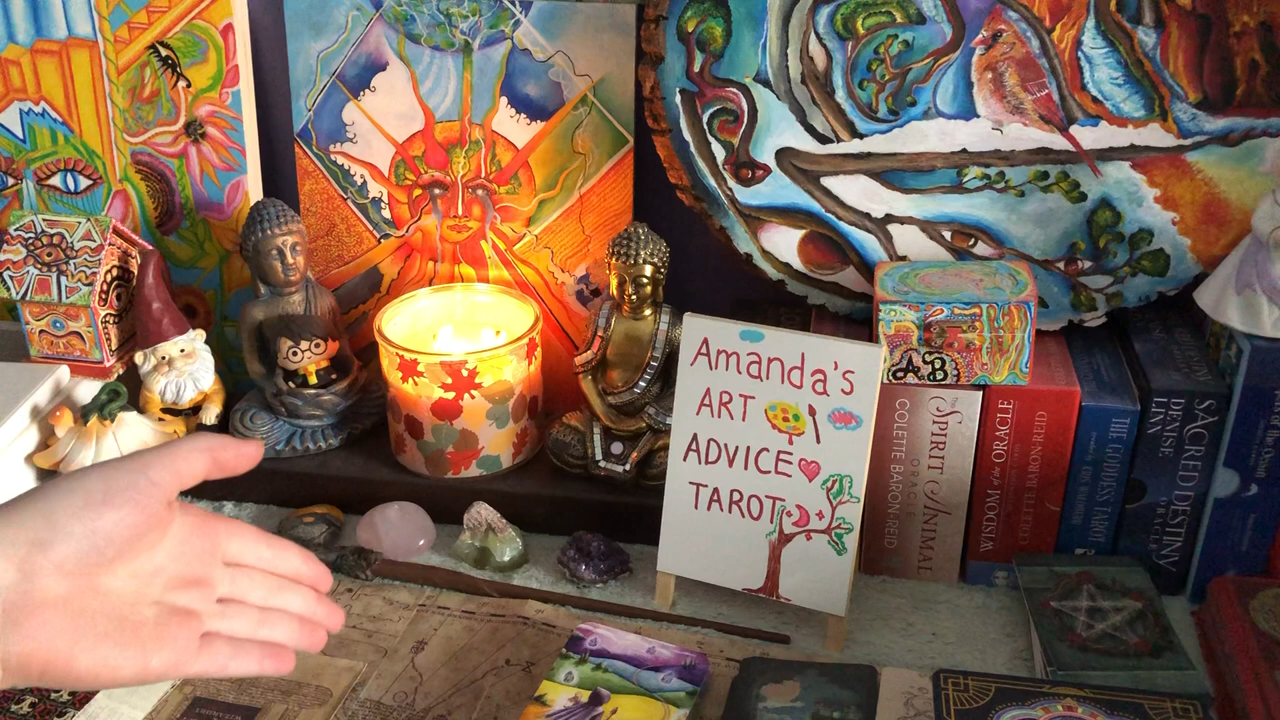 Amanda's
ART
ADVICE
TAROT
AB
The
SPIRIT ANIMAL
ORACLE
COLETTE BARON-REID
WISDOM of the ORACLE
COLETTE BARON-REID
THE GODDESS TAROT
SACRED DESTINY
ORACLE
DENISE LINN